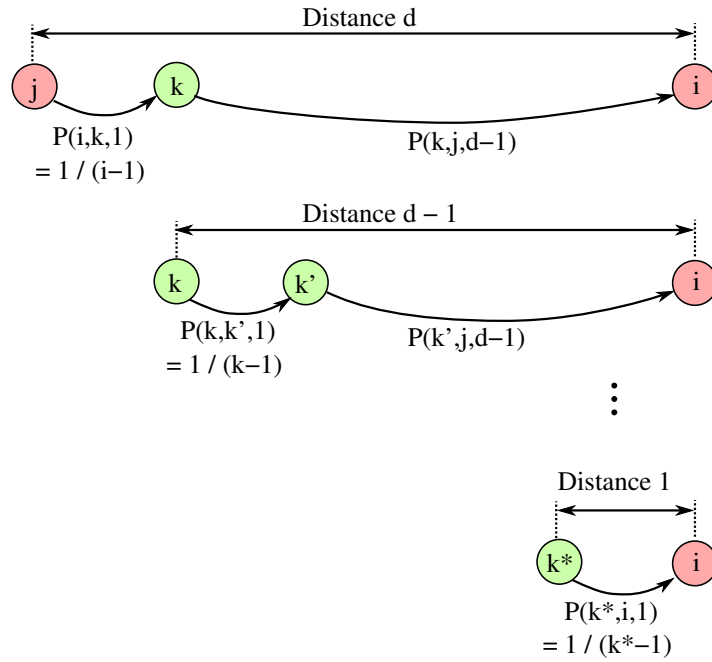 Distance d
j
k
i
P(i,k,1)
= 1 / (i−1)
P(k,j,d−1)
Distance d − 1
k
k’
i
P(k,k’,1)
= 1 / (k−1)
P(k’,j,d−1)
Distance 1
k*
i
P(k*,i,1)
= 1 / (k*−1)